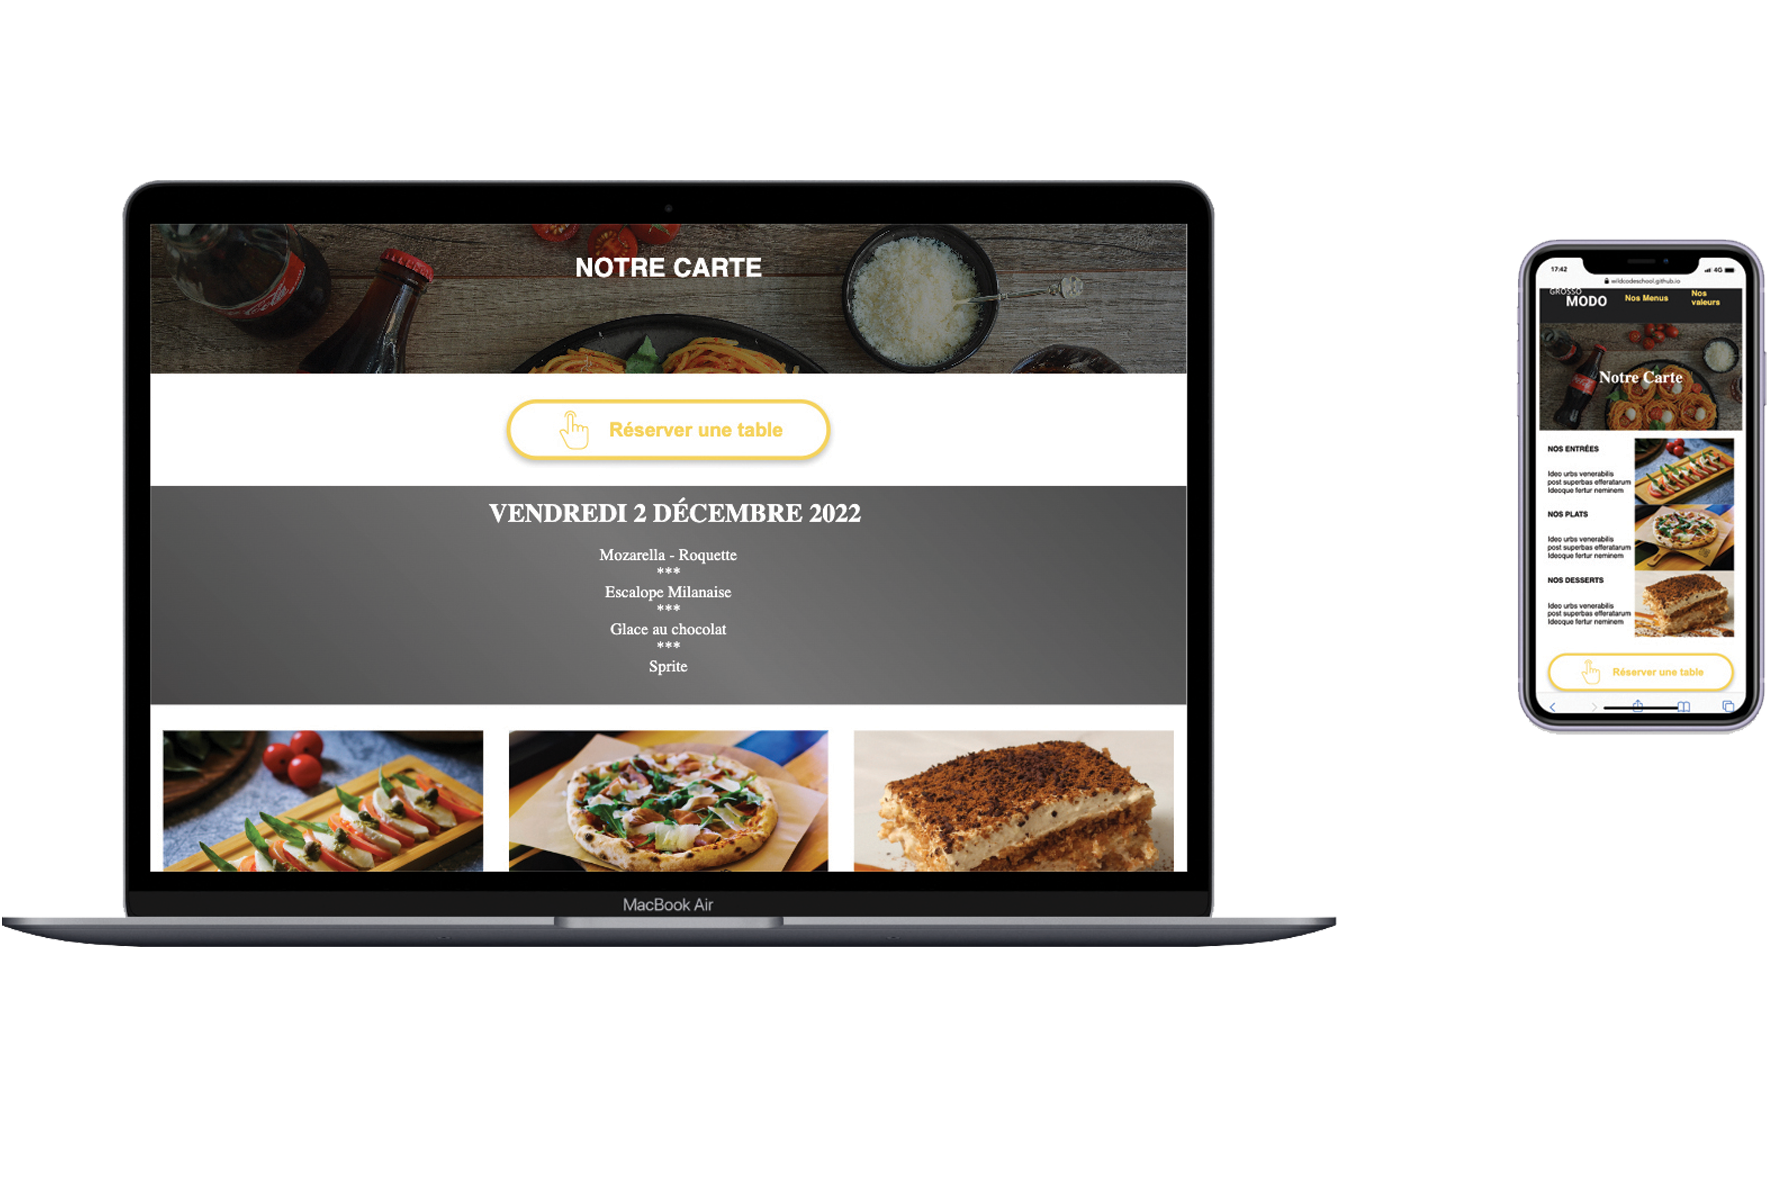 NOTRE CARTE
Réserver une table
VENDREDI 2 DÉCEMBRE 2022
Mozarella - Roquette
***
Escalope Milanaise
***
Glace au chocolat
***
Sprite
MacBook Air
17:42
4G
wildcodeschool.github.io
GROSSO
MODO
Nos Menus
Nos
valeurs
Notre Carte
NOS ENTRÉES
Ideo urbs venerabilis
post superbas efferatarum
Ideoque fertur neminem
NOS PLATS
Ideo urbs venerabilis
post superbas efferatarum
Ideoque fertur neminem
NOS DESSERTS
Ideo urbs venerabilis
post superbas efferatarum
Ideoque fertur neminem
Réserver une table